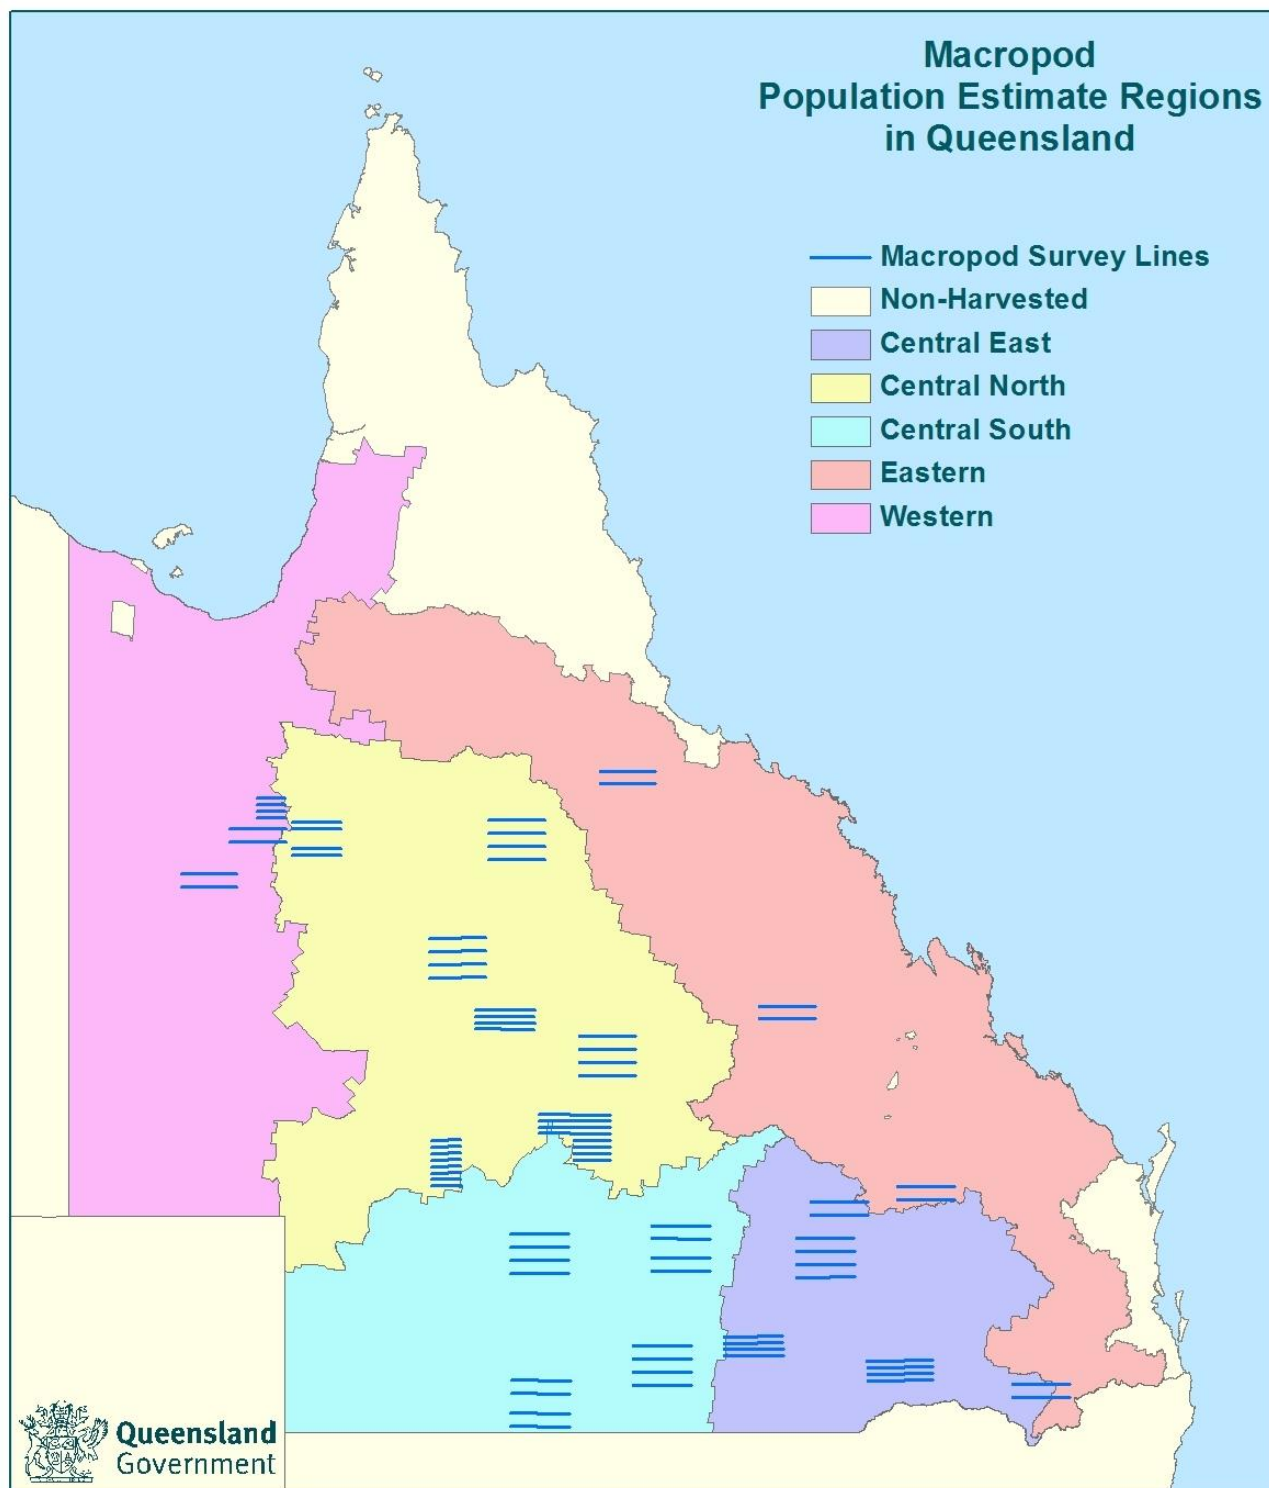 Macropod
Population Estimate Regions
in Queensland
Macropod Survey Lines
Non-Harvested
Central East
Central North
Central South
Eastern
Western
Queensland
Government